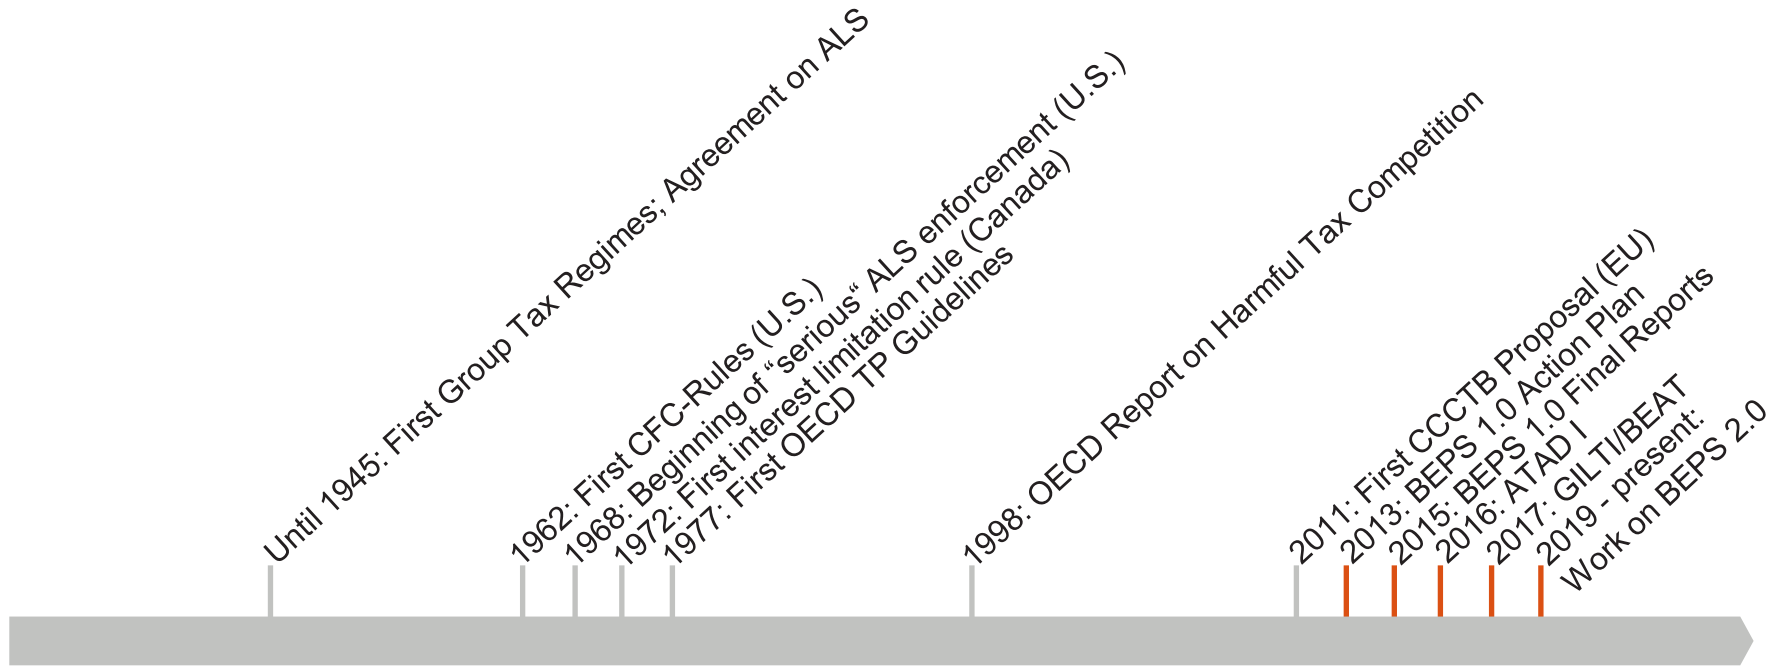 Until 1945: First Group Tax Regimes; Agreement on ALS
1962: First CFC-Rules (U.S.)
1968: Beginning of “serious“ ALS enforcement (U.S.)
1972: First interest limitation rule (Canada)
1977: First OECD TP Guidelines
1998: OECD Report on Harmful Tax Competition
2011: First CCCTB Proposal (EU)
2013: BEPS 1.0 Action Plan
2015: BEPS 1.0 Final Reports
2016: ATAD I
2017: GILTI/BEAT
2019 - present:
Work on BEPS 2.0